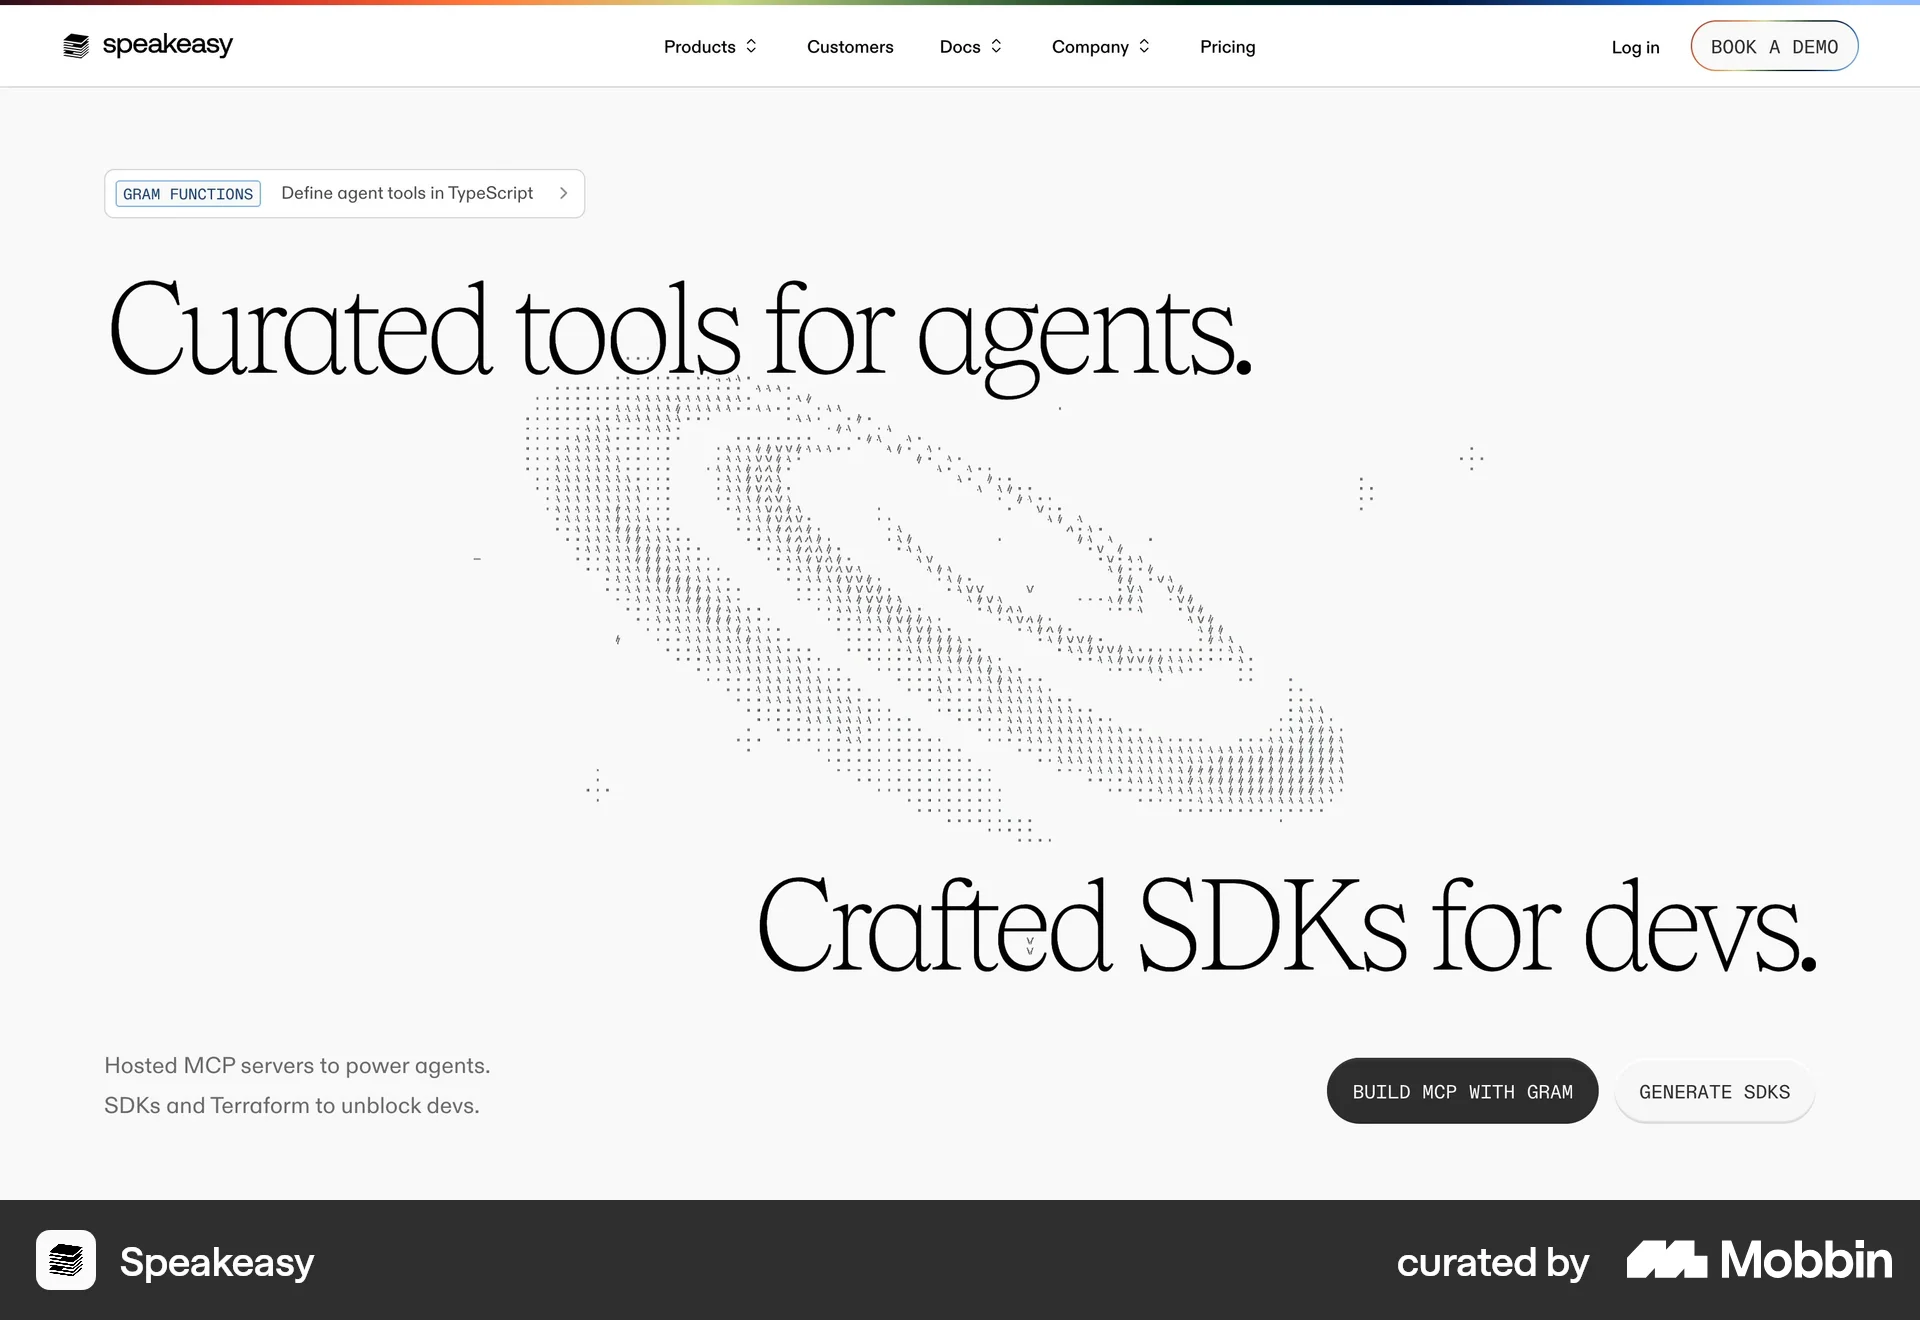 speakeasy
Products
Customers
Docs
Company
Pricing
Log in
BOOK A DEMO
GRAM FUNCTIONS
Define agent tools in TypeScript
Curated tools for agents.
Crafted SDKs for devs.
Hosted MCP servers to power agents.
SDKs and Terraform to unblock devs.
BUILD MCP WITH GRAM
GENERATE SDKS
Speakeasy
curated by
Mobbin